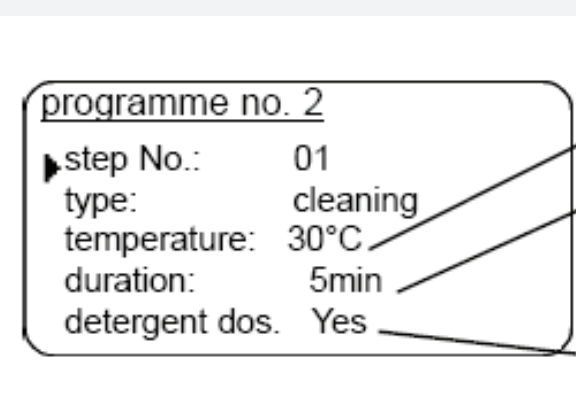 programme no. 2
step No.: 01
type: cleaning
temperature: 30°C
duration: 5min
detergent dos. Yes